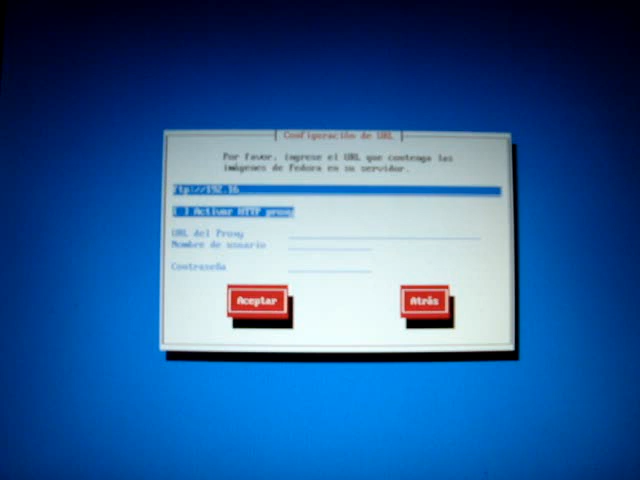 Configuración de URL
Por favor, ingrese el URL que contenga las
imágenes de Fedora en su servidor.
ftp://192.16
[ ] Activar HTTP proxy
URL del Proxy
Nombre de usuario
Contraseña
Aceptar
Atrás